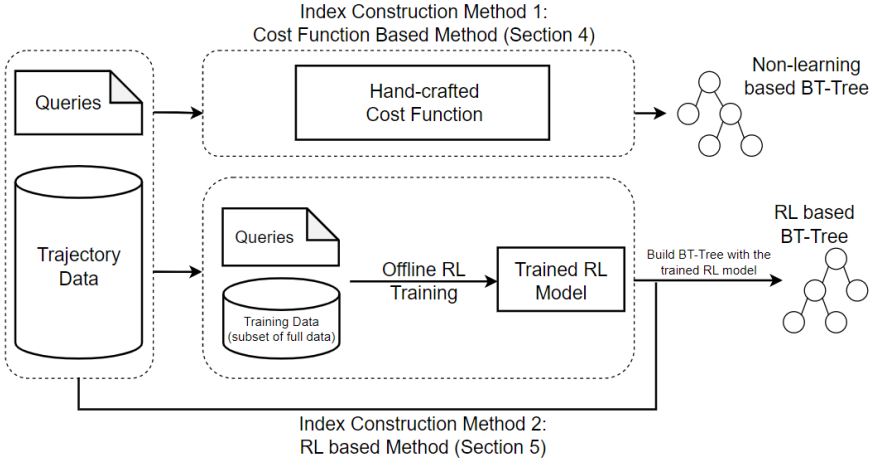 Index Construction Method 1:
Cost Function Based Method (Section 4)
Queries
Hand-crafted
Cost Function
Non-learning
based BT-Tree
Trajectory
Data
Queries
Training Data
(subset of full data)
Offline RL
Training
Trained RL
Model
Build BT-Tree with the
trained RL model
RL based
BT-Tree
Index Construction Method 2:
RL based Method (Section 5)